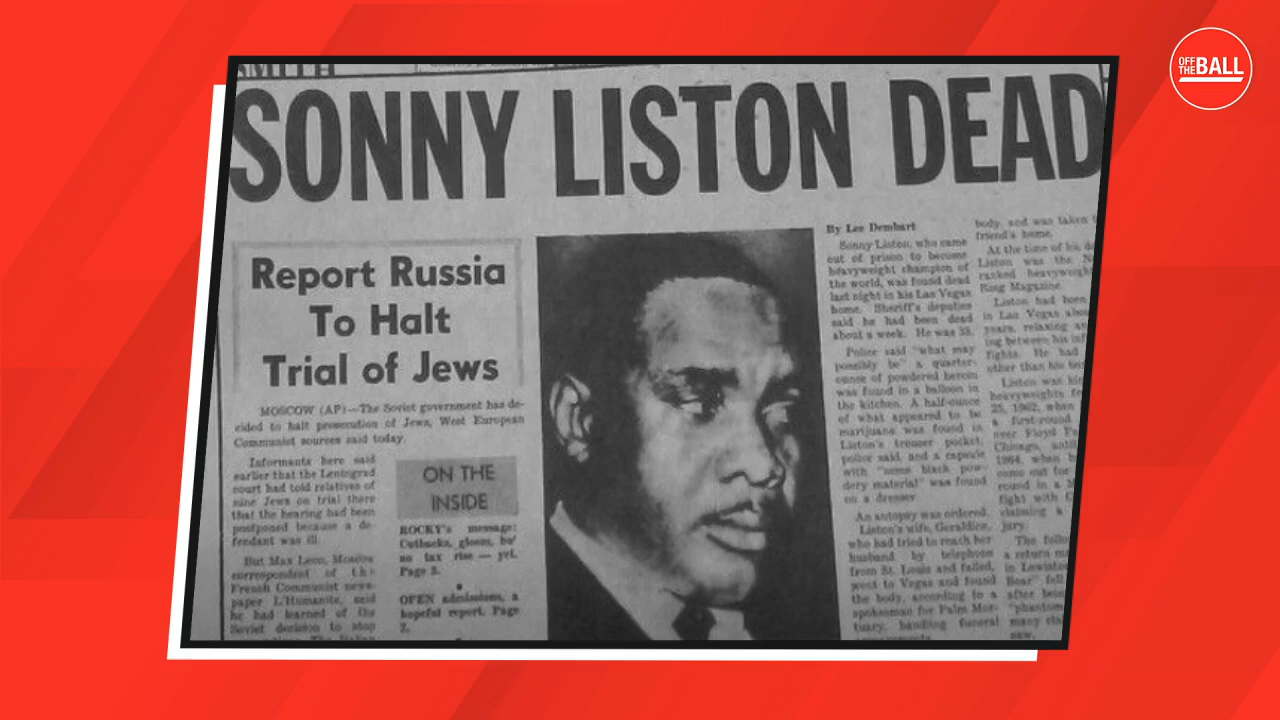 OFF
THE BALL
SMITH
SONNY LISTON DEAD
Report Russia
To Halt
Trial of Jews
MOSCOW (AP)—The Soviet government has de-
cided to halt prosecution of Jews, West European
Communist sources said today.
Informants here said
earlier that the Leningrad
court had told relatives of
nine Jews on trial there
that the hearing had been
postponed because a de-
fendant was ill.
But Max Leon, Moscow
correspondent of the
French Communist news-
paper L'Humanite, said
he had learned of the
Soviet decision to stop
ON THE
INSIDE
ROCKY's message:
Cutbacks, gloom, but
no tax rise — yet.
Page 3.
OPEN admissions, a
hopeful report. Page
2.
By Lee Dembart
Sonny Liston, who came
out of prison to become
heavyweight champion of
the world, was found dead
last night in his Las Vegas
home. Sheriff's deputies
said he had been dead
about a week. He was 38.
Police said "what may
possibly be" a quarter-
ounce of powdered heroin
was found in a balloon in
the kitchen. A half-ounce
of what appeared to be
marijuana was found in
Liston's trouser pocket,
police said, and a capsule
with "some black pow-
dery material" was found
on a dresser.
An autopsy was ordered.
Liston's wife, Geraldine,
who had tried to reach her
husband by telephone
from St. Louis and failed,
went to Vegas and found
the body, according to a
spokesman for Palm Mor-
tuary, handling funeral
body, and was taken
friend's home.
At the time of his
Liston was the
ranked heavyweight
Ring Magazine.
Liston had been
in Las Vegas
years, relaxing
ing between his
fights. He had
other than his
Listen was
heavyweights
25, 1962, when
a first-round
over Floyd
Chicago, until
1964, when
come out for
round in a
fight with
claiming a
jury.
The
a return
in Lewiston
Bear" fell
after being
"phantom
many
saw.